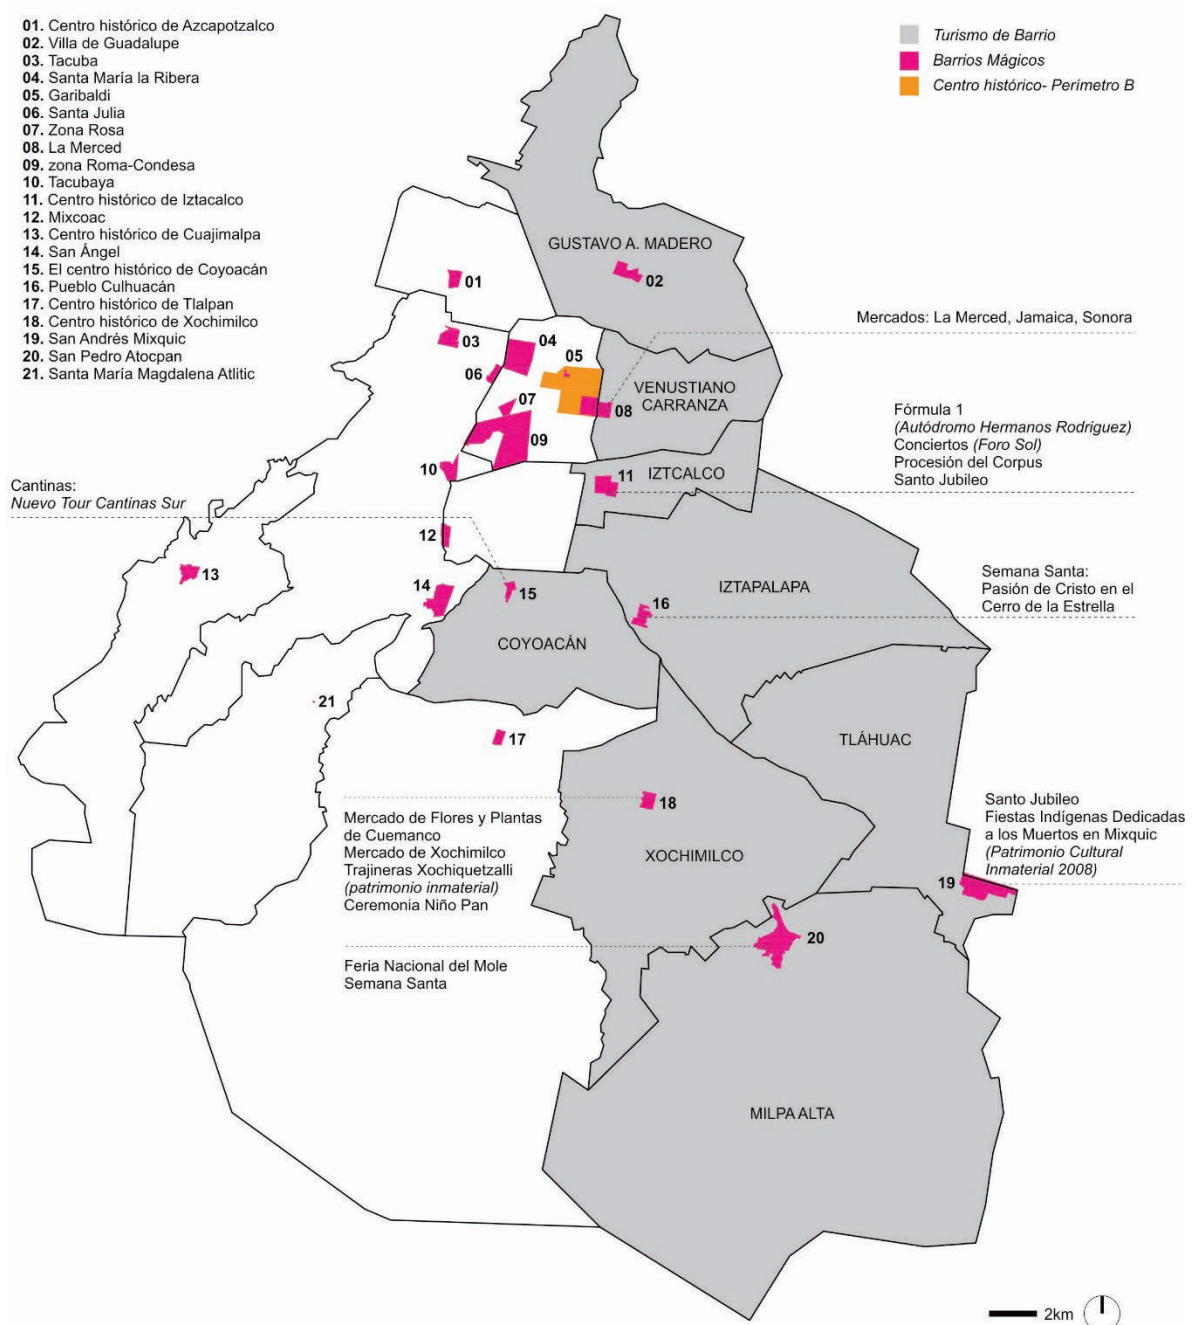 01. Centro histórico de Azcapotzalco
02. Villa de Guadalupe
03. Tacuba
04. Santa María la Ribera
05. Garibaldi
06. Santa Julia
07. Zona Rosa
08. La Merced
09. zona Roma-Condesa
10. Tacubaya
11. Centro histórico de Iztacalco
12. Mixcoac
13. Centro histórico de Cuajimalpa
14. San Ángel
15. El centro histórico de Coyoacán
16. Pueblo Culhuacán
17. Centro histórico de Tlalpan
18. Centro histórico de Xochimilco
19. San Andrés Mixquic
20. San Pedro Atocpan
21. Santa María Magdalena Atlitic
Turismo de Barrio
Barrios Mágicos
Centro histórico- Perímetro B
GUSTAVO A. MADERO
01
02
Mercados: La Merced, Jamaica, Sonora
03
04
05
06
VENUSTIANO
CARRANZA
07
08
09
Fórmula 1
(Autódromo Hermanos Rodriguez)
Conciertos (Foro Sol)
Procesión del Corpus
Santo Jubileo
10
11
IZTCALCO
Cantinas:
Nuevo Tour Cantinas Sur
12
13
14
15
16
IZTAPALAPA
Semana Santa:
Pasión de Cristo en el
Cerro de la Estrella
COYOACÁN
21
17
TLÁHUAC
18
Mercado de Flores y Plantas
de Cuemanco
Mercado de Xochimilco
Trajineras Xochiquetzalli
(patrimonio inmaterial)
Ceremonia Niño Pan
XOCHIMILCO
Santo Jubileo
Fiestas Indígenas Dedicadas
a los Muertos en Mixquic
(Patrimonio Cultural
Inmaterial 2008)
19
20
Feria Nacional del Mole
Semana Santa
MILPA ALTA
2km